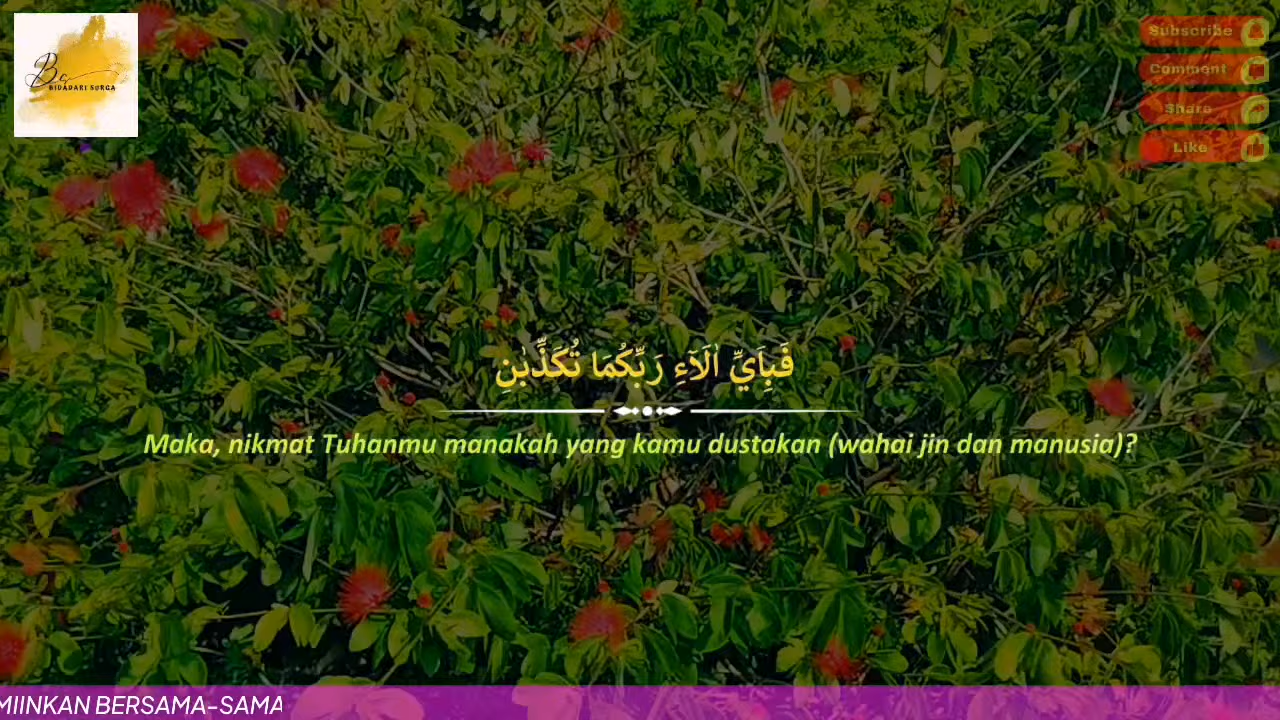 BIDADARI SURGA
Subscribe
Comment
Share
Like
فَبِاَيِّ اٰلَاۤءِ رَبِّكُمَا تُكَذِّبٰنِ
Maka, nikmat Tuhanmu manakah yang kamu dustakan (wahai jin dan manusia)?
MIINKAN BERSAMA-SAMA